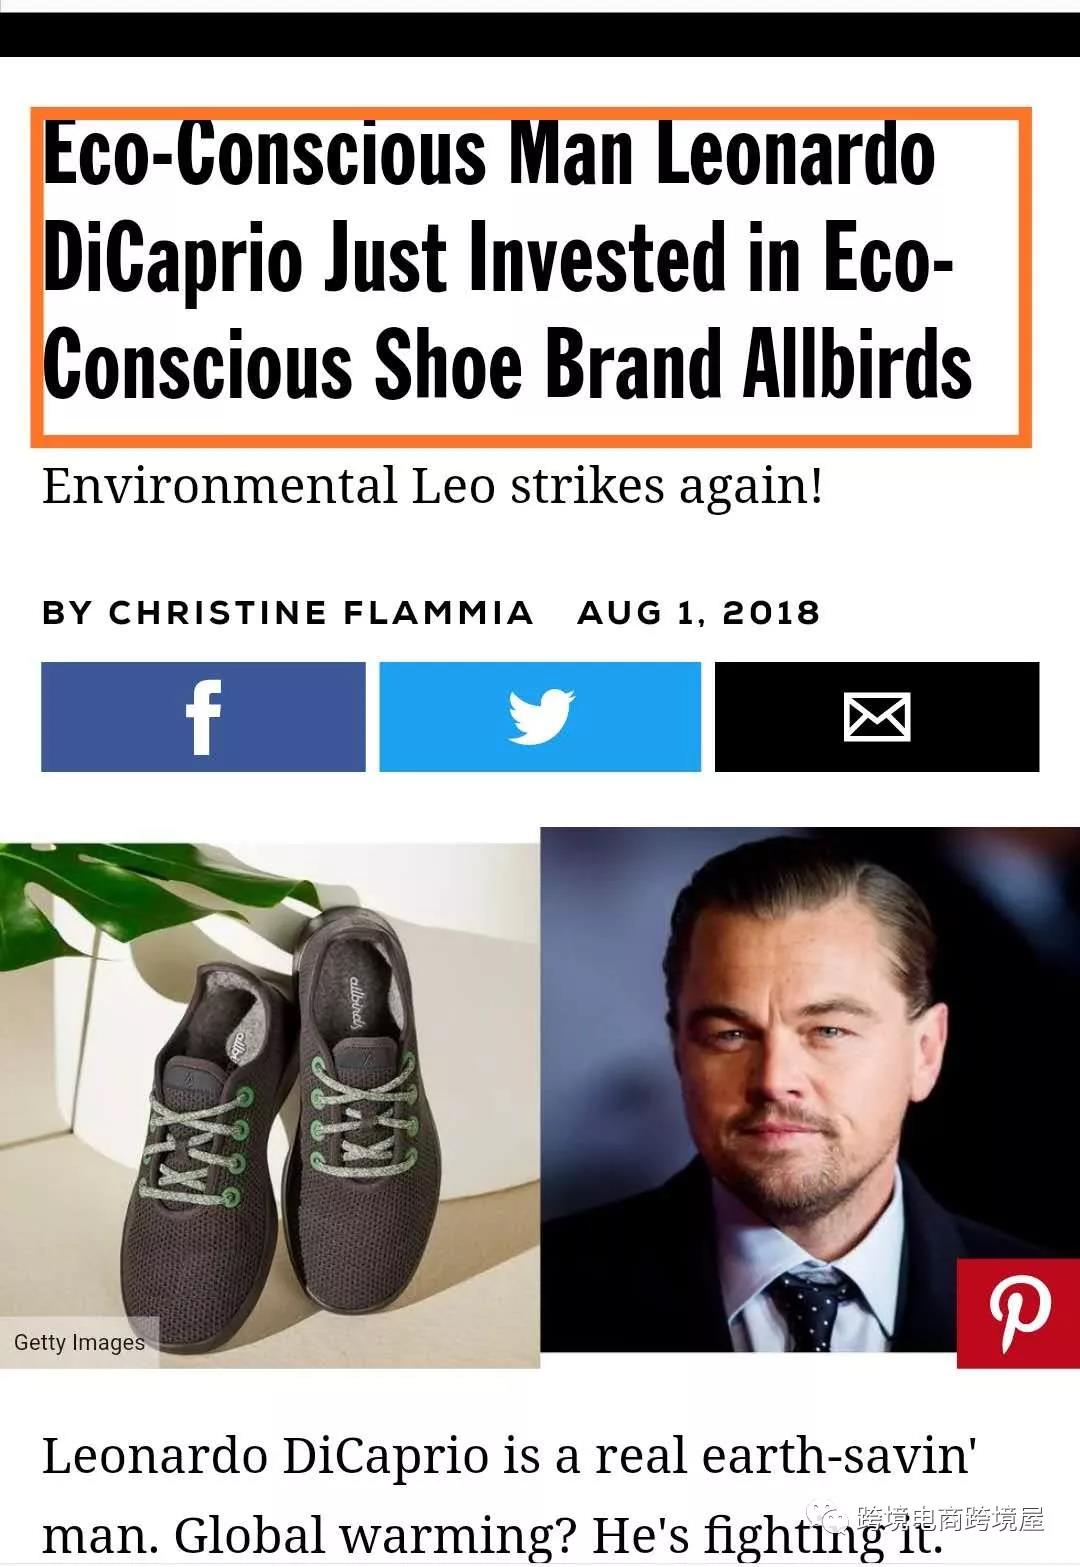 Eco-Conscious Man Leonardo
DiCaprio Just Invested in Eco-
Conscious Shoe Brand Allbirds
Environmental Leo strikes again!
BY CHRISTINE FLAMMIA AUG 1, 2018
allbirds
allbi
Getty Images
Leonardo DiCaprio is a real earth-savin'
man. Global warming? He's fighting it.
跨境电商跨境屋